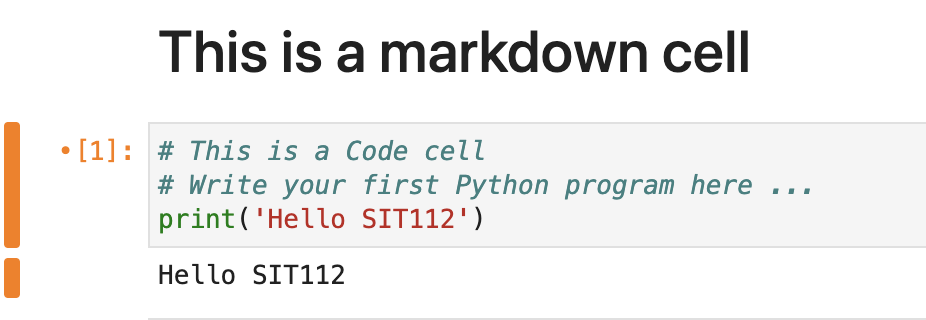 This is a markdown cell
•[1]: # This is a Code cell
# Write your first Python program here ...
print('Hello SIT112')
Hello SIT112